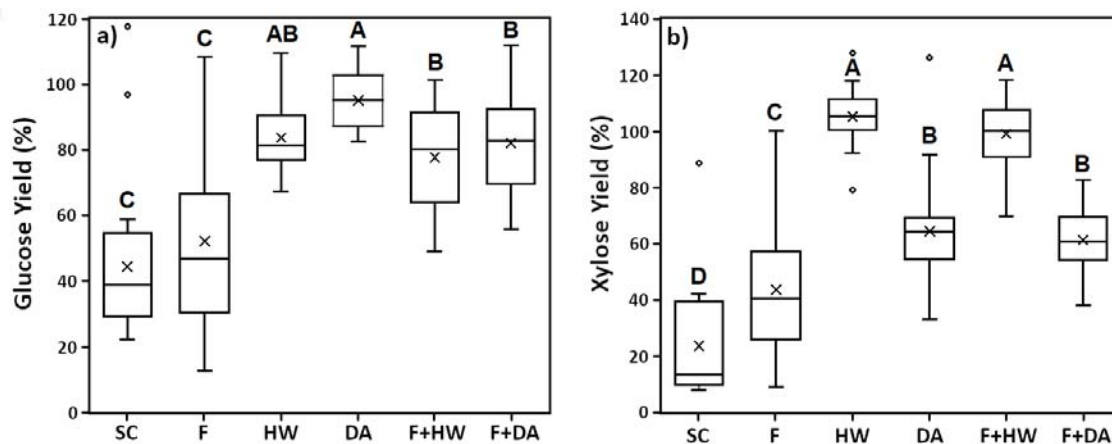 a)
Glucose Yield (%)
120
100
80
60
40
20
0
C
C
AB
A
B
B
SC F HW DA F+HW F+DA
b)
Xylose Yield (%)
140
120
100
80
60
40
20
0
D
C
A
B
A
B
SC F HW DA F+HW F+DA